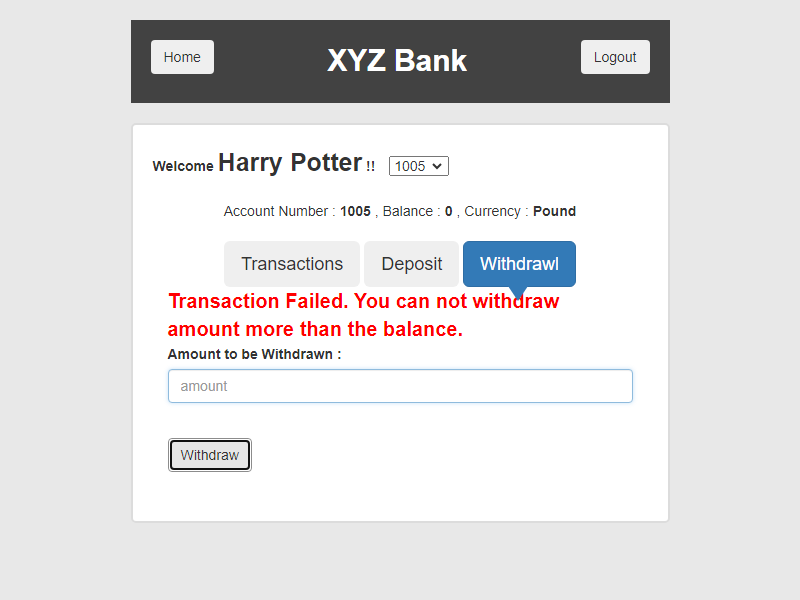 Home XYZ Bank Logout
Welcome Harry Potter !! 1005
Account Number : 1005 , Balance : 0 , Currency : Pound
Transactions Deposit Withdrawl
Transaction Failed. You can not withdraw
amount more than the balance.
Amount to be Withdrawn :
amount
Withdraw